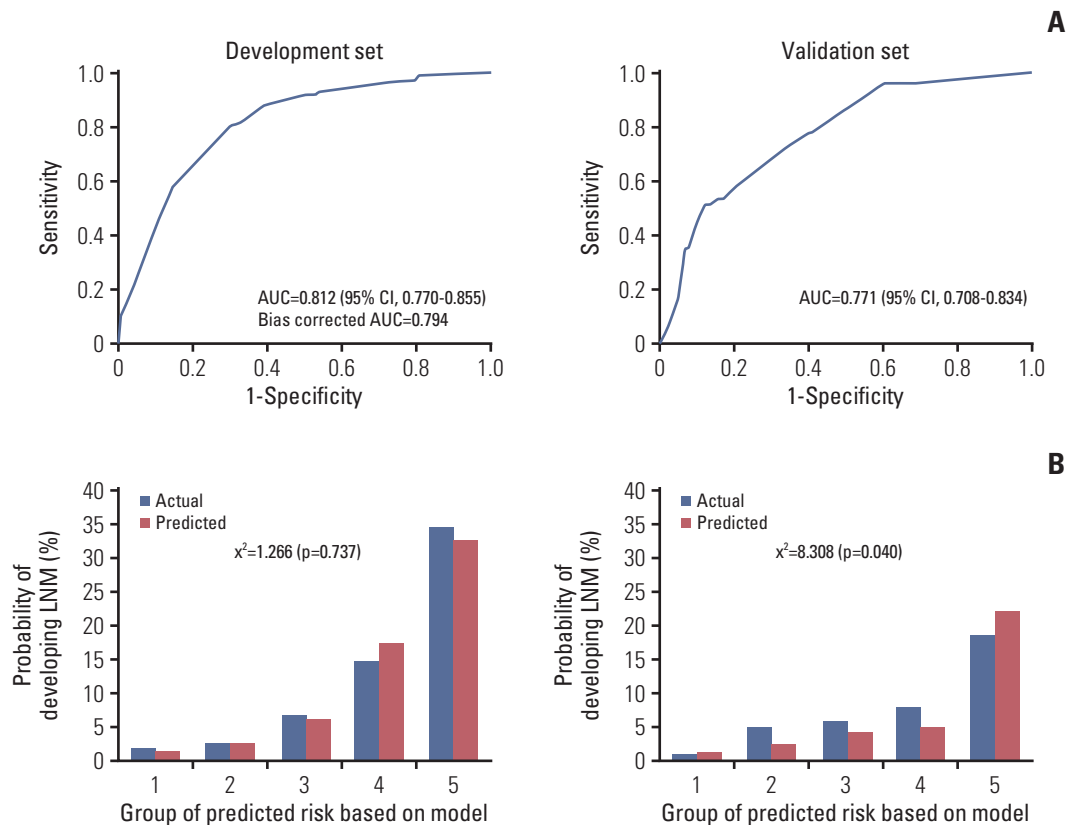 A
Development set
1.0
0.8
0.6
0.4
0.2
0
Sensitivity
AUC=0.812 (95% CI, 0.770-0.855)
Bias corrected AUC=0.794
0 0.2 0.4 0.6 0.8 1.0
1-Specificity
Validation set
1.0
0.8
0.6
0.4
0.2
0
Sensitivity
AUC=0.771 (95% CI, 0.708-0.834)
0 0.2 0.4 0.6 0.8 1.0
1-Specificity
B
40
35
30
25
20
15
10
5
0
Probability of
developing LNM (%)
Actual
Predicted
x²=1.266 (p=0.737)
1 2 3 4 5
Group of predicted risk based on model
40
35
30
25
20
15
10
5
0
Probability of
developing LNM (%)
Actual
Predicted
x²=8.308 (p=0.040)
1 2 3 4 5
Group of predicted risk based on model